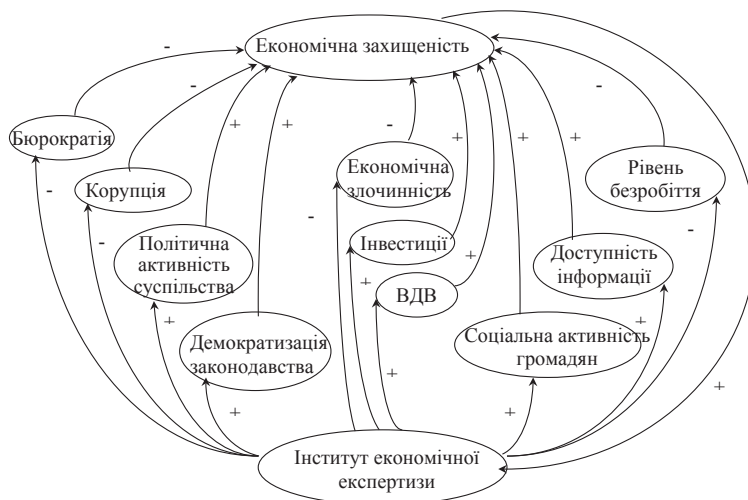 Економічна захищеність
-
-
-
+
+
-
+
+
+
+
Бюрократія
Корупція
Економічна
злочинність
Рівень
безробіття
-
-
-
-
Політична
активність
суспільства
Інвестиції
ВДВ
Доступність
інформації
+
+
+
+
Демократизація
законодавства
Соціальна активність
громадян
+
+
+
+
Інститут економічної
експертизи